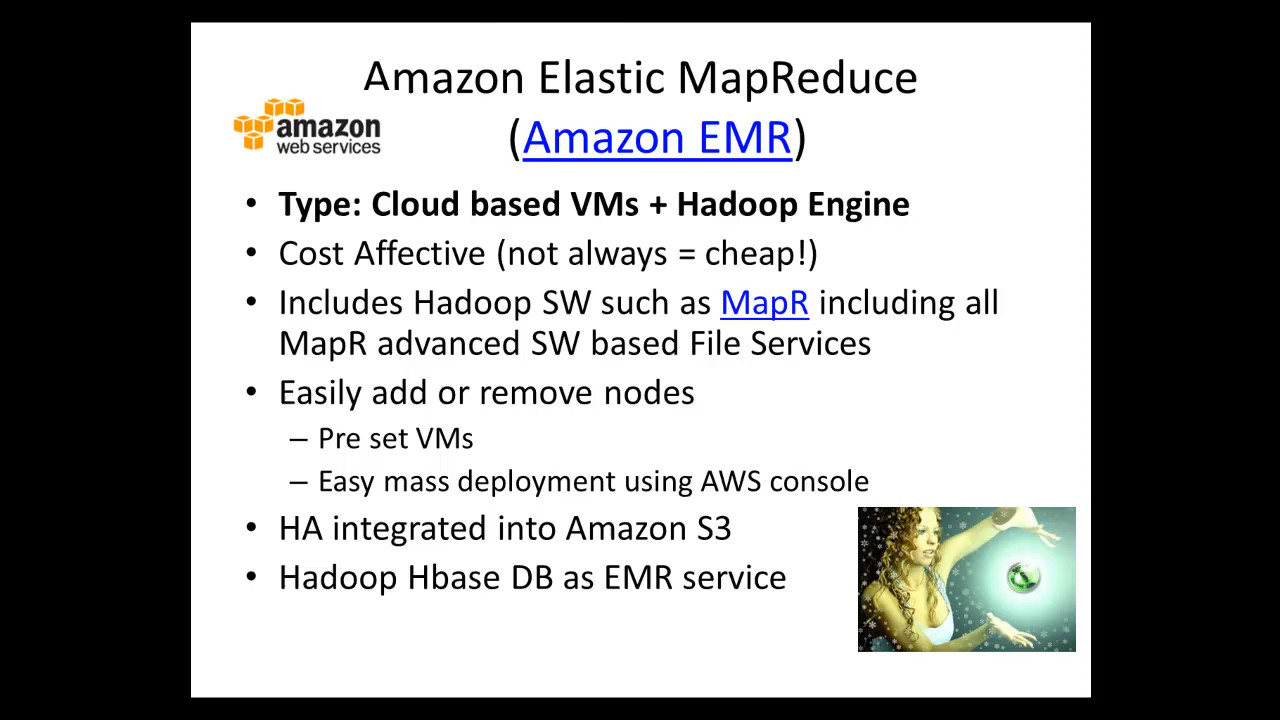 Amazon Elastic MapReduce
(Amazon EMR)
amazon
web services
• Type: Cloud based VMs + Hadoop Engine
• Cost Affective (not always = cheap!)
• Includes Hadoop SW such as MapR including all
MapR advanced SW based File Services
• Easily add or remove nodes
– Pre set VMs
– Easy mass deployment using AWS console
• HA integrated into Amazon S3
• Hadoop Hbase DB as EMR service